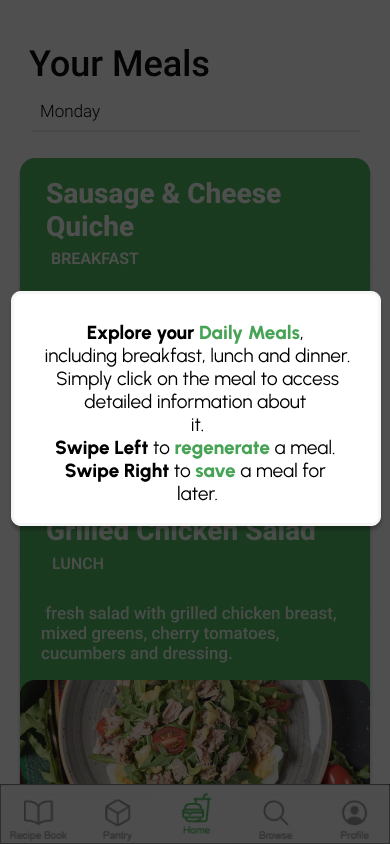 Your Meals
Monday
Sausage & Cheese
Quiche
BREAKFAST
Explore your Daily Meals,
including breakfast, lunch and dinner.
Simply click on the meal to access
detailed information about
it.
Swipe Left to regenerate a meal.
Swipe Right to save a meal for
later.
Grilled Chicken Salad
LUNCH
fresh salad with grilled chicken breast,
mixed greens, cherry tomatoes,
cucumbers and dressing.
Recipe Book Pantry Home Browse Profile